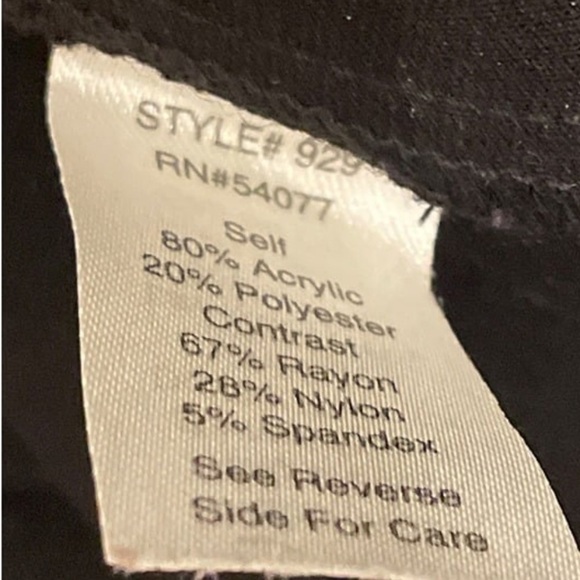 STYLE# 929
RN#54077
Self
80% Acrylic
20% Polyester
Contrast
67% Rayon
28% Nylon
5% Spandex
See Reverse
Side For Care